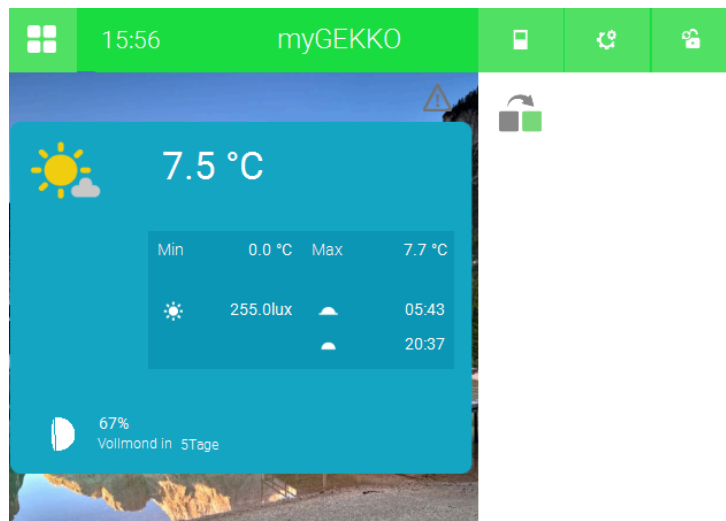 15:56 myGEKKO
7.5 °C
Min 0.0 °C Max 7.7 °C
255.0lux 05:43
20:37
67%
Vollmond in 5Tage